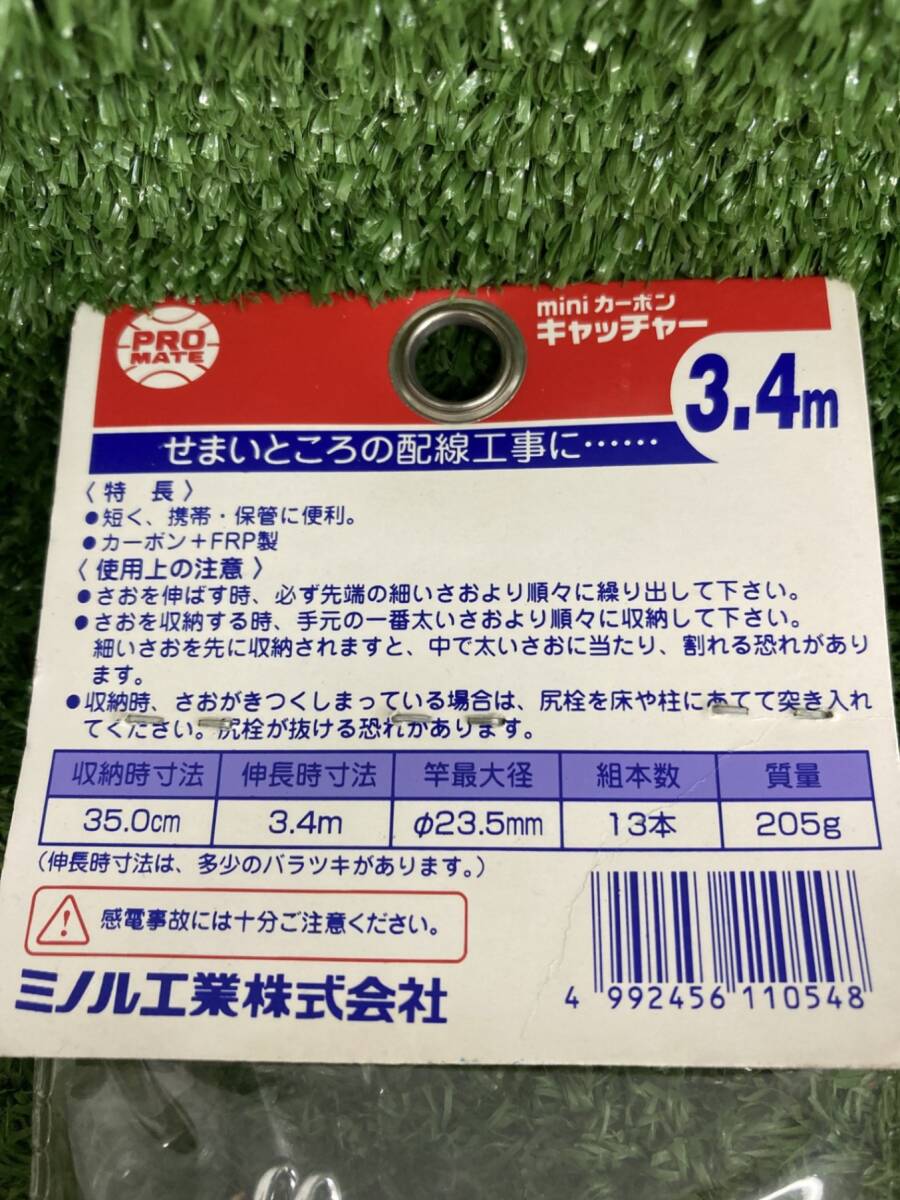 PRO
MATE
mini カーボン
キャッチャー
3.4m
せまいところの配線工事に……
〈 特 長 〉
●短く、携帯・保管に便利。
●カーボン+FRP製
〈 使用上の注意 〉
●さおを伸ばす時、必ず先端の細いさおより順々に繰り出して下さい。
●さおを収納する時、手元の一番太いさおより順々に収納して下さい。
細いさおを先に収納されますと、中で太いさおに当たり、割れる恐れがあり
ます。
●収納時、さおがきつくしまっている場合は、尻栓を床や柱にあてて突き入れ
てください。尻栓が抜ける恐れがあります。
収納時寸法 伸長時寸法 竿最大径 組本数 質量
35.0cm 3.4m φ23.5mm 13本 205g
(伸長時寸法は、多少のバラツキがあります。)
感電事故には十分ご注意ください。
ミノル工業株式会社
4 992456 110548